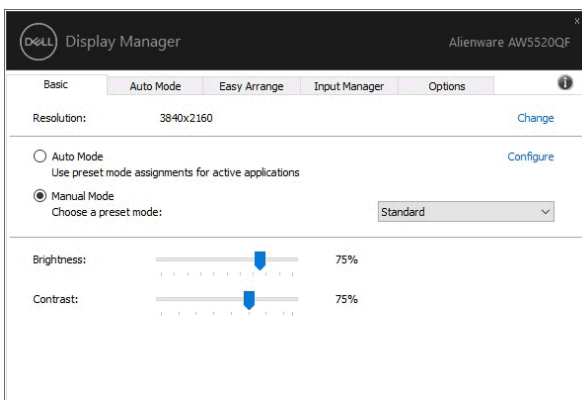 DELL Display Manager Alienware AW5520QF
x
Basic Auto Mode Easy Arrange Input Manager Options
Resolution: 3840x2160 Change
Auto Mode Configure
Use preset mode assignments for active applications
Manual Mode
Choose a preset mode: Standard
Brightness: 75%
Contrast: 75%